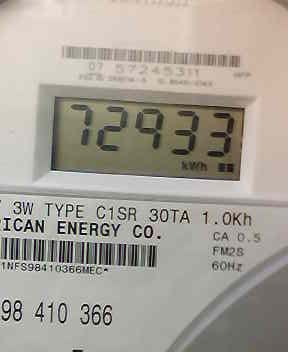 07 57245311
72933
kWh
3W TYPE C1SR 30TA 1.0Kh
RICAN ENERGY CO.
CA 0.5
FM2S
60Hz
1NFS98410366MEC*
98 410 366